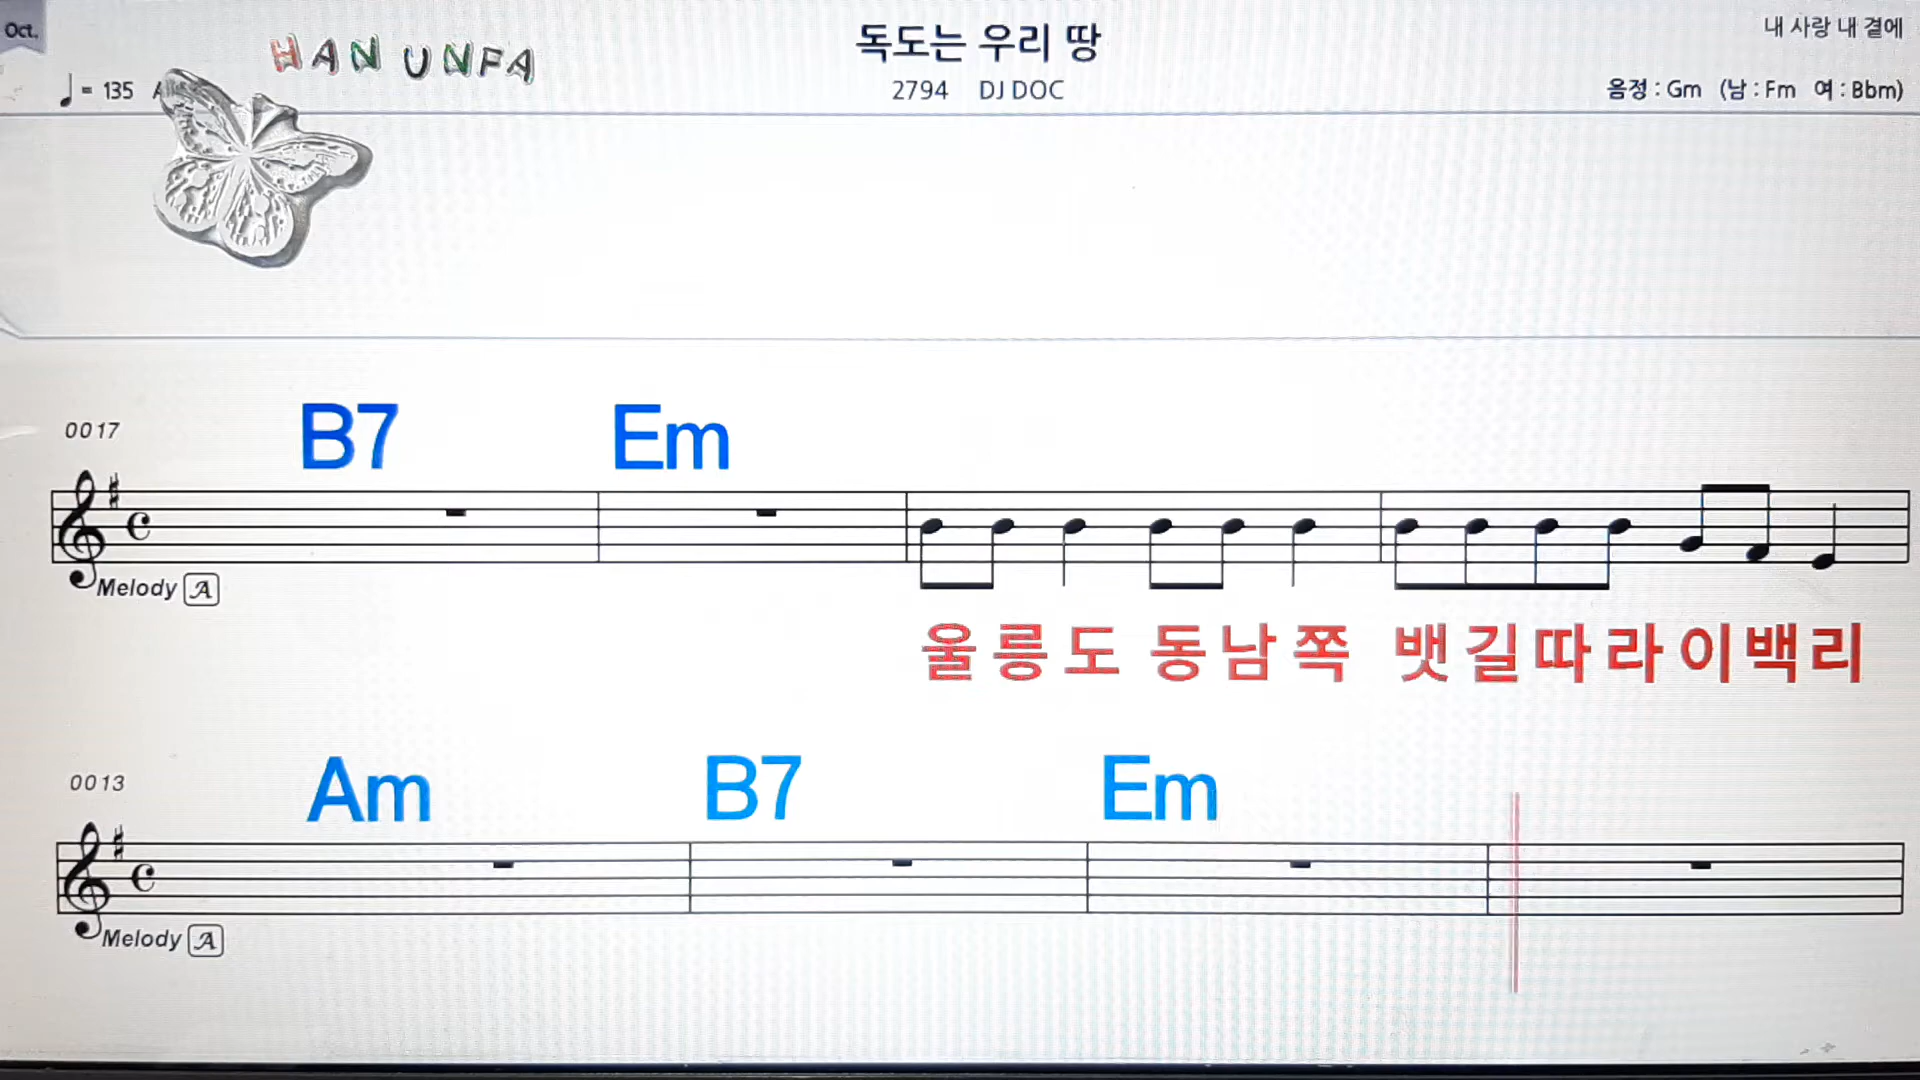 Oct.
HAN UNFA
독도는 우리 땅
내 사랑 내 곁에
= 135
2794 DJ DOC
음정 : Gm (남 : Fm 여 : Bbm)
B7 Em
0017
Melody A
울릉도 동남쪽 뱃길따라이백리
Am B7 Em
0013
Melody A